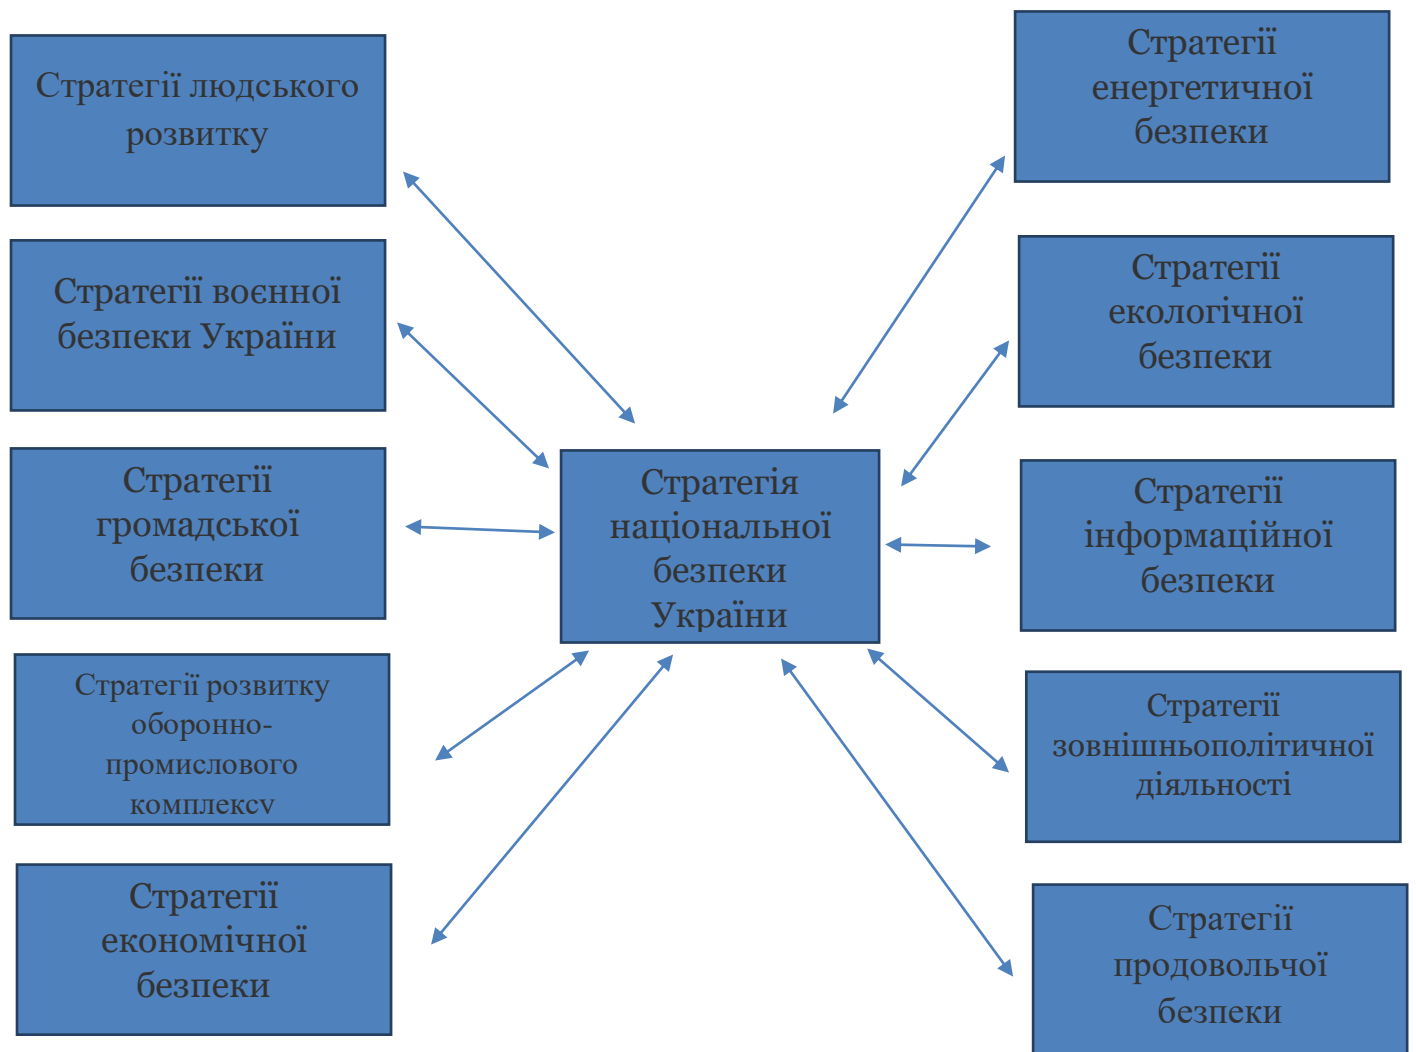 Стратегії людського
розвитку
Стратегії воєнної
безпеки України
Стратегії
громадської
безпеки
Стратегії розвитку
оборонно-
промислового
комплексу
Стратегії
економічної
безпеки
Стратегія
національної
безпеки
України
Стратегії
енергетичної
безпеки
Стратегії
екологічної
безпеки
Стратегії
інформаційної
безпеки
Стратегії
зовнішньополітичної
діяльності
Стратегії
продовольчої
безпеки